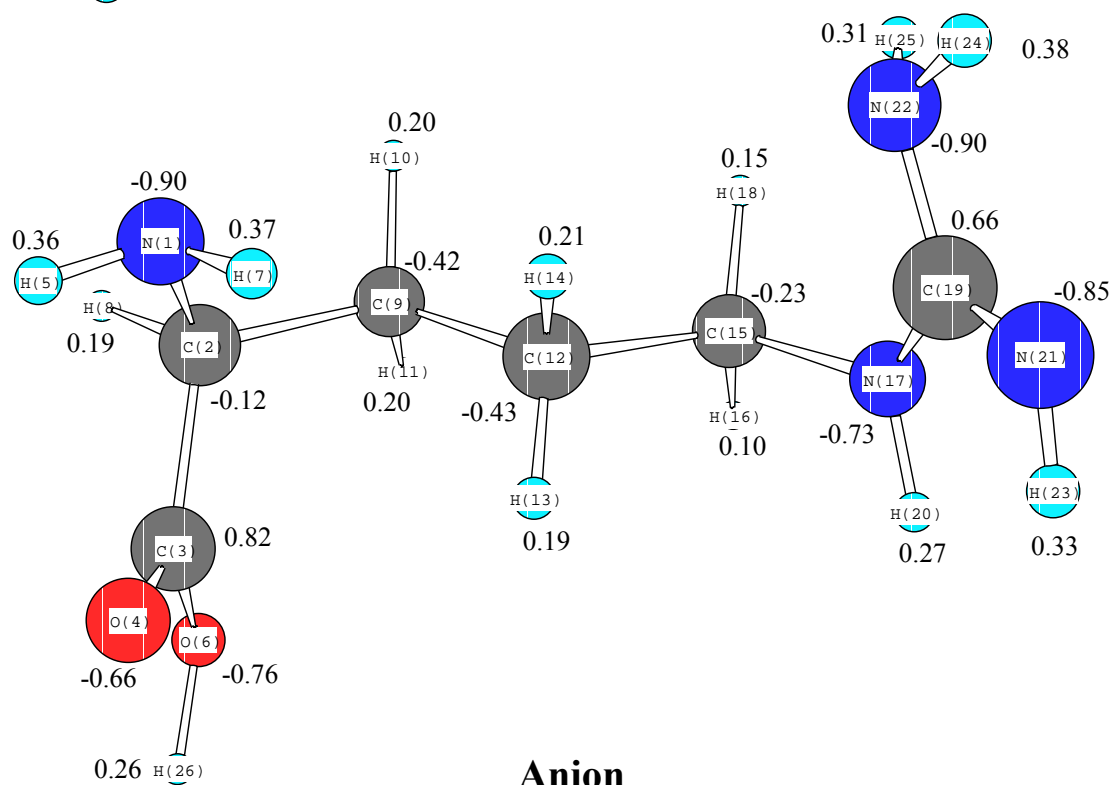 0.31 H(25) H(24) 0.38
N(22)
-0.90
0.20
H(10)
0.15
H(18)
-0.90
0.36 N(1) 0.37
H(5) H(7)
H(8)
0.19
C(2)
-0.12
-0.42
C(9)
H(11)
0.20
0.21
H(14)
C(12)
-0.43
H(13)
0.19
-0.23
C(15)
H(16)
0.10
0.66
C(19)
-0.85
N(21)
N(17)
-0.73
H(20)
0.27
H(23)
0.33
C(3) 0.82
O(4) O(6)
-0.66 -0.76
0.26 H(26)
Anion